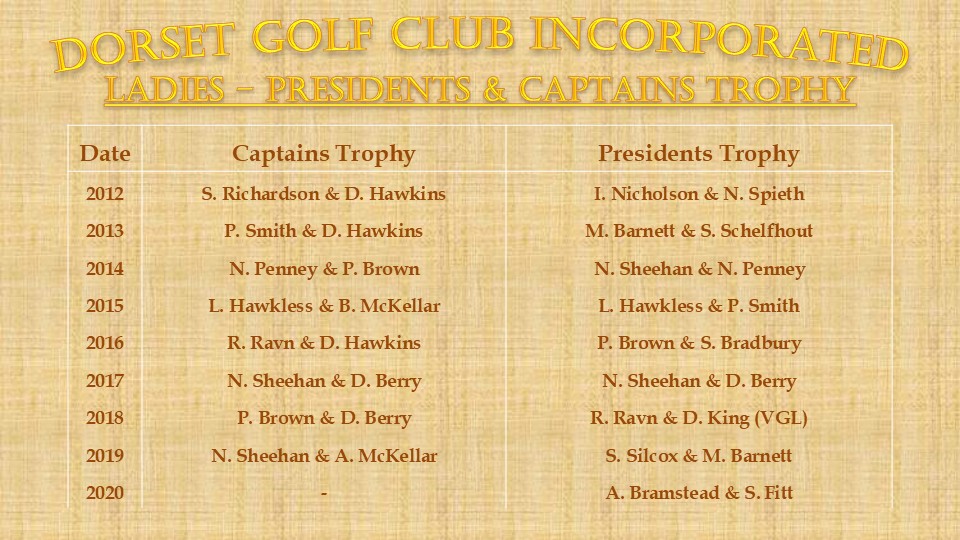 DORSET GOLF CLUB INCORPORATED
LADIES – PRESIDENTS & CAPTAINS TROPHY
Date Captains Trophy Presidents Trophy
2012 S. Richardson & D. Hawkins I. Nicholson & N. Spieth
2013 P. Smith & D. Hawkins M. Barnett & S. Schelfhout
2014 N. Penney & P. Brown N. Sheehan & N. Penney
2015 L. Hawkless & B. McKellar L. Hawkless & P. Smith
2016 R. Ravn & D. Hawkins P. Brown & S. Bradbury
2017 N. Sheehan & D. Berry N. Sheehan & D. Berry
2018 P. Brown & D. Berry R. Ravn & D. King (VGL)
2019 N. Sheehan & A. McKellar S. Silcox & M. Barnett
2020 - A. Bramstead & S. Fitt